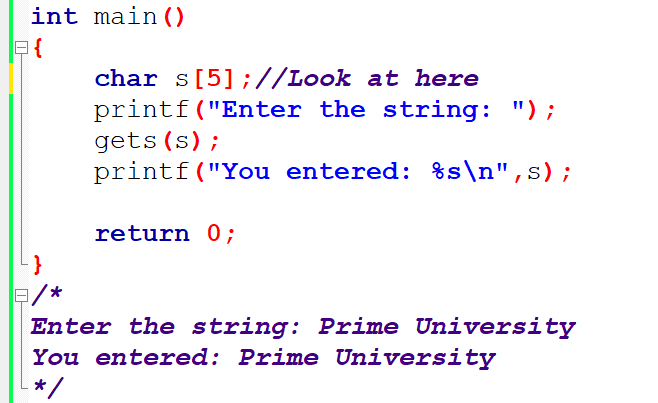 int main()
{
char s[5];//Look at here
printf("Enter the string: ");
gets(s);
printf("You entered: %s\n",s);
return 0;
}
/*
Enter the string: Prime University
You entered: Prime University
*/